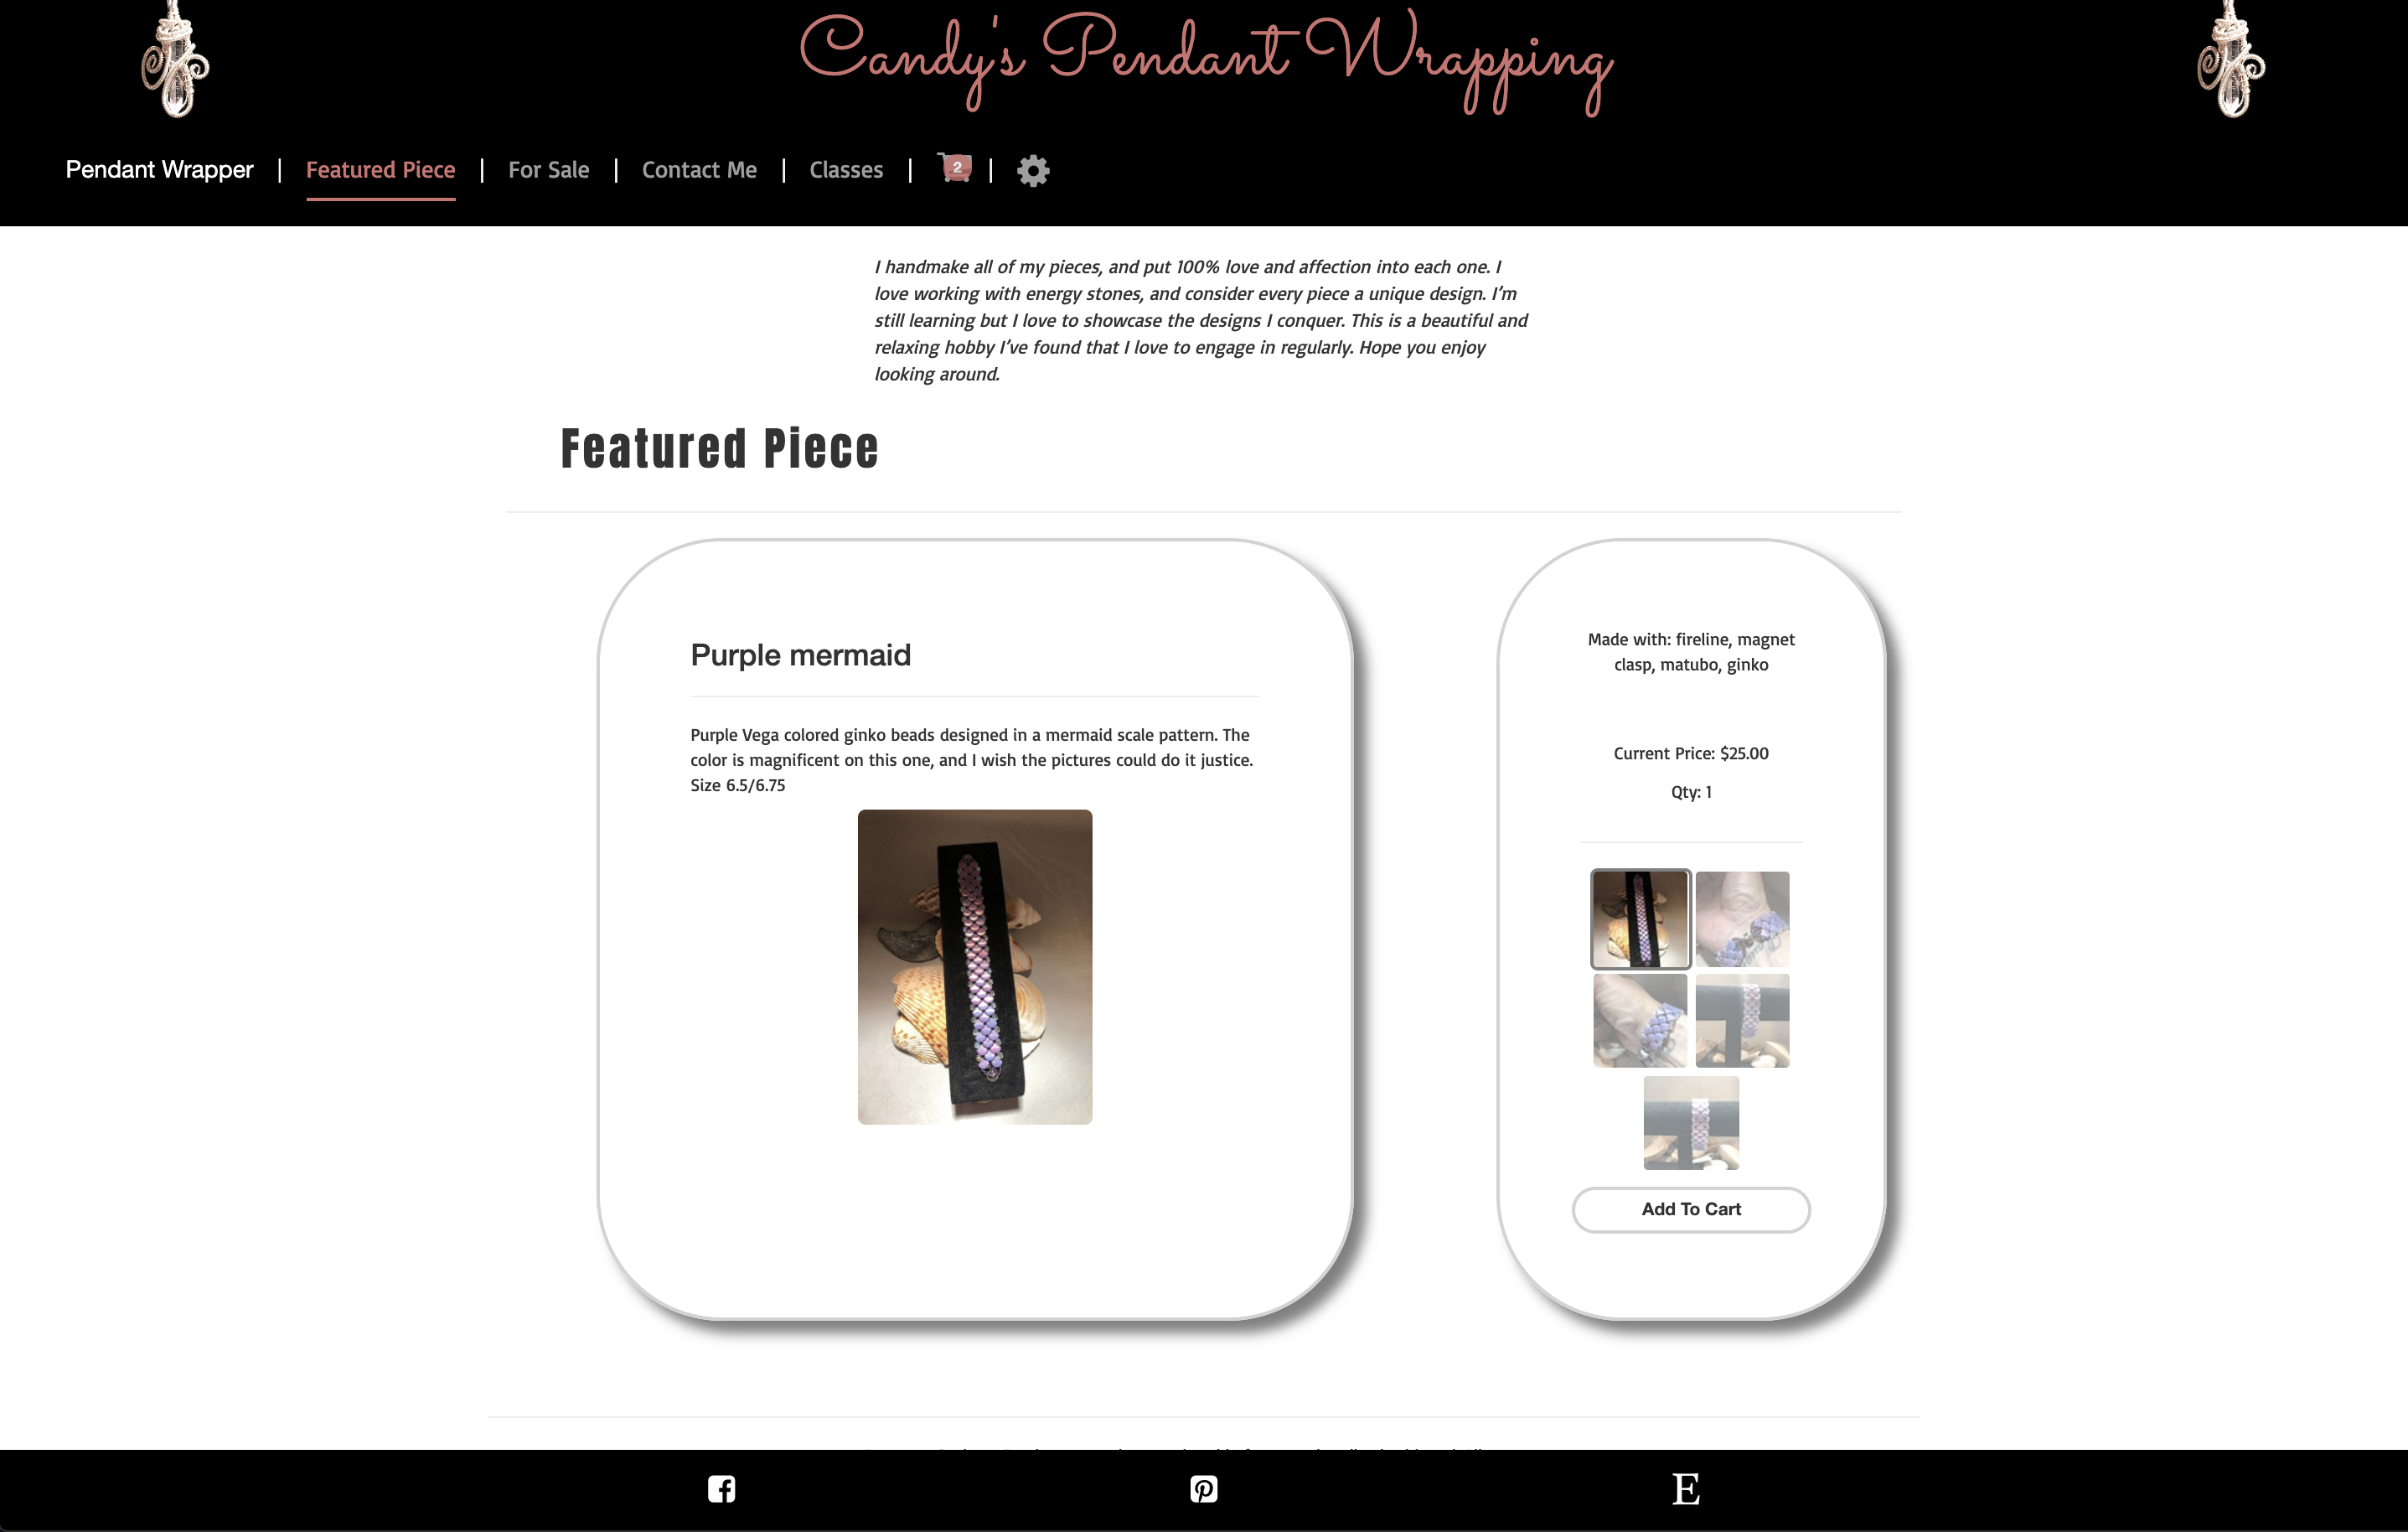 Candy's Pendant Wrapping
Pendant Wrapper | Featured Piece | For Sale | Contact Me | Classes | 2 |
I handmake all of my pieces, and put 100% love and affection into each one. I
love working with energy stones, and consider every piece a unique design. I’m
still learning but I love to showcase the designs I conquer. This is a beautiful and
relaxing hobby I’ve found that I love to engage in regularly. Hope you enjoy
looking around.
Featured Piece
Purple mermaid
Purple Vega colored ginko beads designed in a mermaid scale pattern. The
color is magnificent on this one, and I wish the pictures could do it justice.
Size 6.5/6.75
Made with: fireline, magnet
clasp, matubo, ginko
Current Price: $25.00
Qty: 1
Add To Cart
E